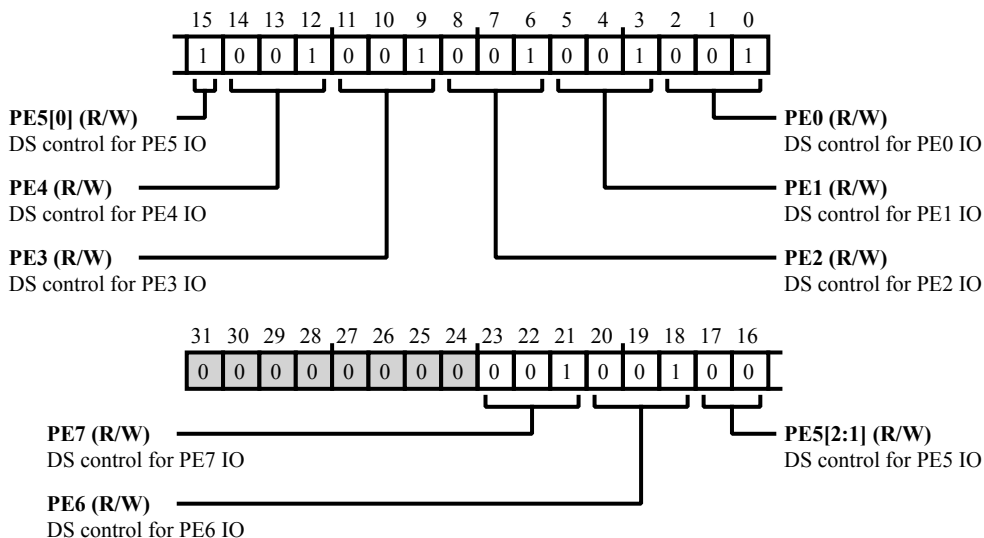 15 14 13 12 11 10 9 8 7 6 5 4 3 2 1 0
1 0 0 1 0 0 1 0 0 1 0 0 1 0 0 1
PE5[0] (R/W)
DS control for PE5 IO
PE4 (R/W)
DS control for PE4 IO
PE3 (R/W)
DS control for PE3 IO
PE0 (R/W)
DS control for PE0 IO
PE1 (R/W)
DS control for PE1 IO
PE2 (R/W)
DS control for PE2 IO
31 30 29 28 27 26 25 24 23 22 21 20 19 18 17 16
0 0 0 0 0 0 0 0 0 0 1 0 0 1 0 0
PE7 (R/W)
DS control for PE7 IO
PE6 (R/W)
DS control for PE6 IO
PE5[2:1] (R/W)
DS control for PE5 IO